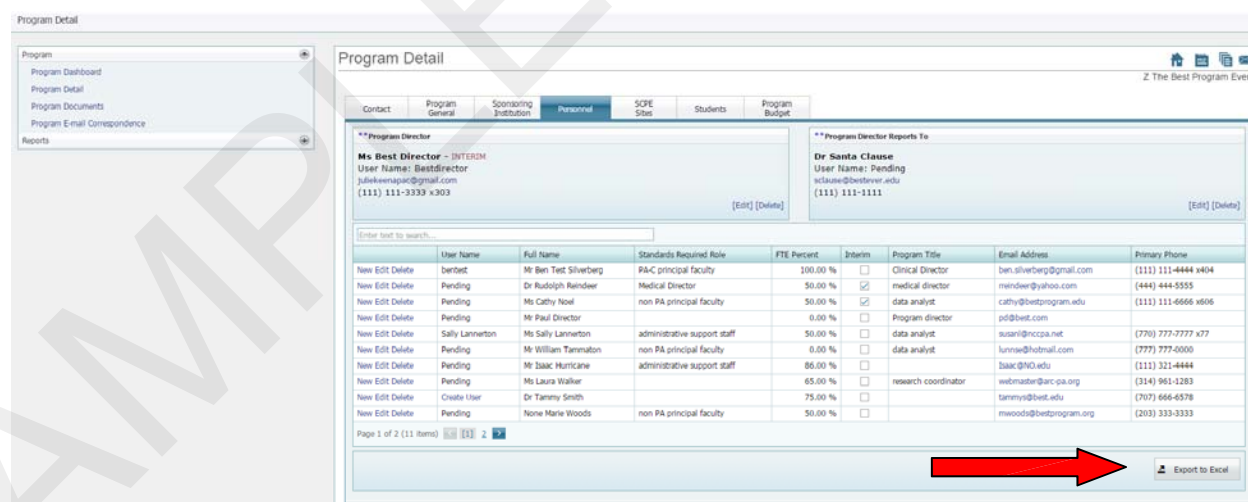 Program Detail
Program
Program Dashboard
Program Detail
Program Documents
Program E-mail Correspondence
Reports
Program Detail
Z The Best Program Ever
Contact Program General Sponsoring Institution Personnel SCPE Sites Students Program Budget
**Program Director
Ms Best Director - INTERIM
User Name: Bestdirector
juliekeenapac@gmail.com
(111) 111-3333 x303
[Edit] [Delete]
**Program Director Reports To
Dr Santa Clause
User Name: Pending
sclause@bestever.edu
(111) 111-1111
[Edit] [Delete]
Enter text to search...
User Name Full Name Standards Required Role FTE Percent Interim Program Title Email Address Primary Phone
New Edit Delete bentest Mr Ben Test Silverberg PA-C principal faculty 100.00 % Clinical Director ben.silverberg@gmail.com (111) 111-4444 x404
New Edit Delete Pending Dr Rudolph Reindeer Medical Director 50.00 % medical director rreindeer@yahoo.com (444) 444-5555
New Edit Delete Pending Ms Cathy Noel non PA principal faculty 50.00 % data analyst cathy@bestprogram.edu (111) 111-6666 x606
New Edit Delete Pending Mr Paul Director 0.00 % Program director pd@best.com
New Edit Delete Sally Lannerton Ms Sally Lannerton administrative support staff 50.00 % data analyst susanl@nccpa.net (770) 777-7777 x77
New Edit Delete Pending Mr William Tammaton non PA principal faculty 0.00 % data analyst lunnse@hotmail.com (777) 777-0000
New Edit Delete Pending Mr Isaac Hurricane administrative support staff 86.00 % Isaac@NO.edu (111) 321-4444
New Edit Delete Pending Ms Laura Walker 65.00 % research coordinator webmaster@arc-pa.org (314) 961-1283
New Edit Delete Create User Dr Tammy Smith 75.00 % tammys@best.edu (707) 666-6578
New Edit Delete Pending None Marie Woods non PA principal faculty 50.00 % mwoods@bestprogram.org (203) 333-3333
Page 1 of 2 (11 items) [1] 2
Export to Excel
AMPLE